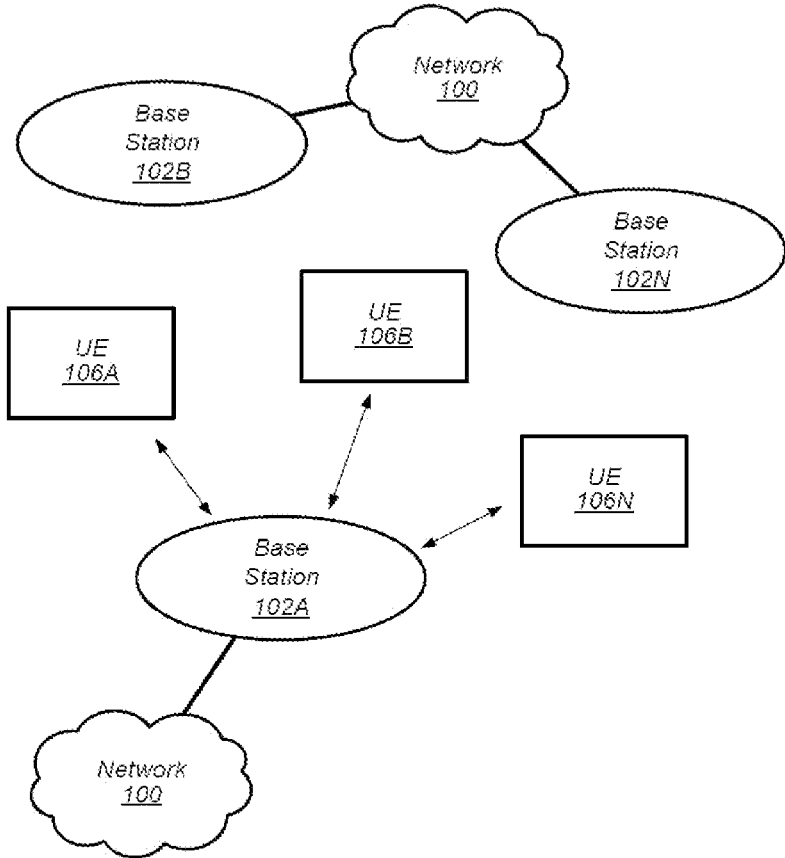 Network
100
Base
Station
102B
Base
Station
102N
UE
106B
UE
106A
UE
106N
Base
Station
102A
Network
100